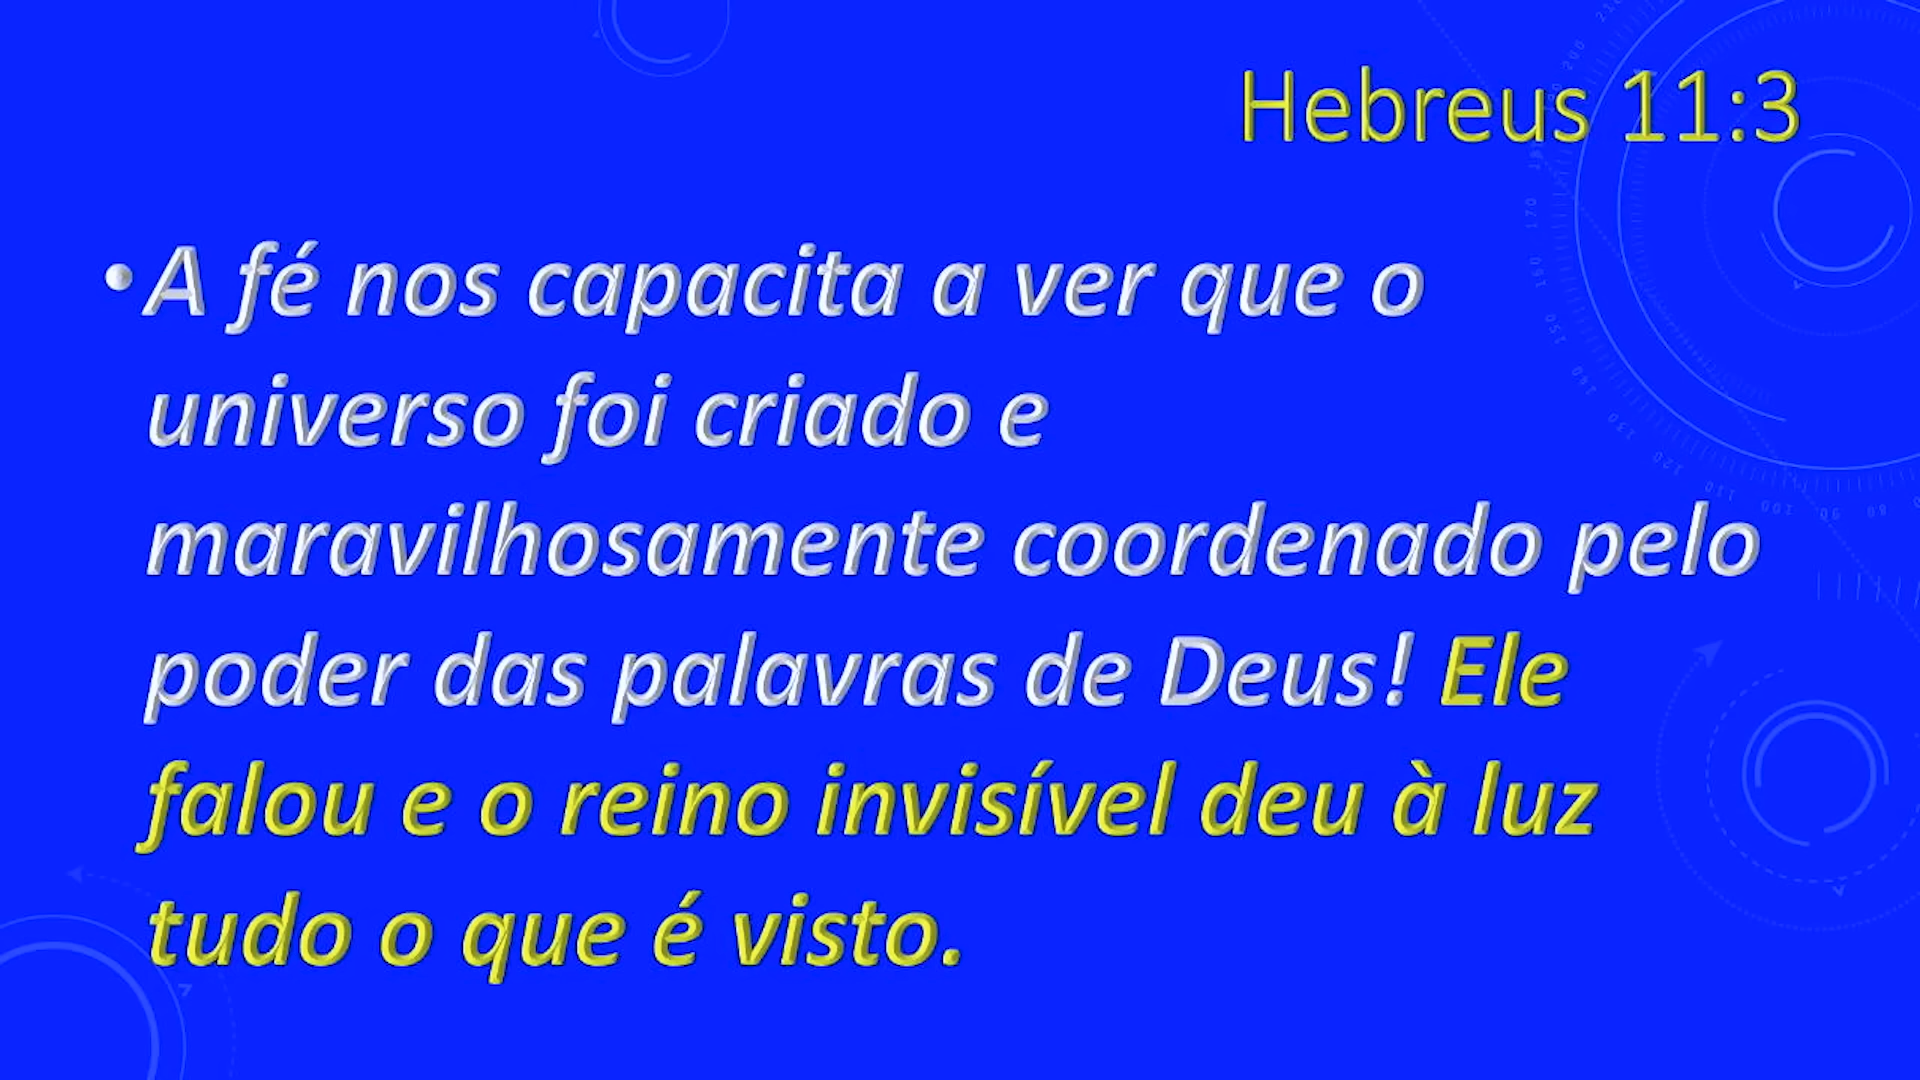 Hebreus 11:3
•A fé nos capacita a ver que o
universo foi criado e
maravilhosamente coordenado pelo
poder das palavras de Deus! Ele
falou e o reino invisível deu à luz
tudo o que é visto.